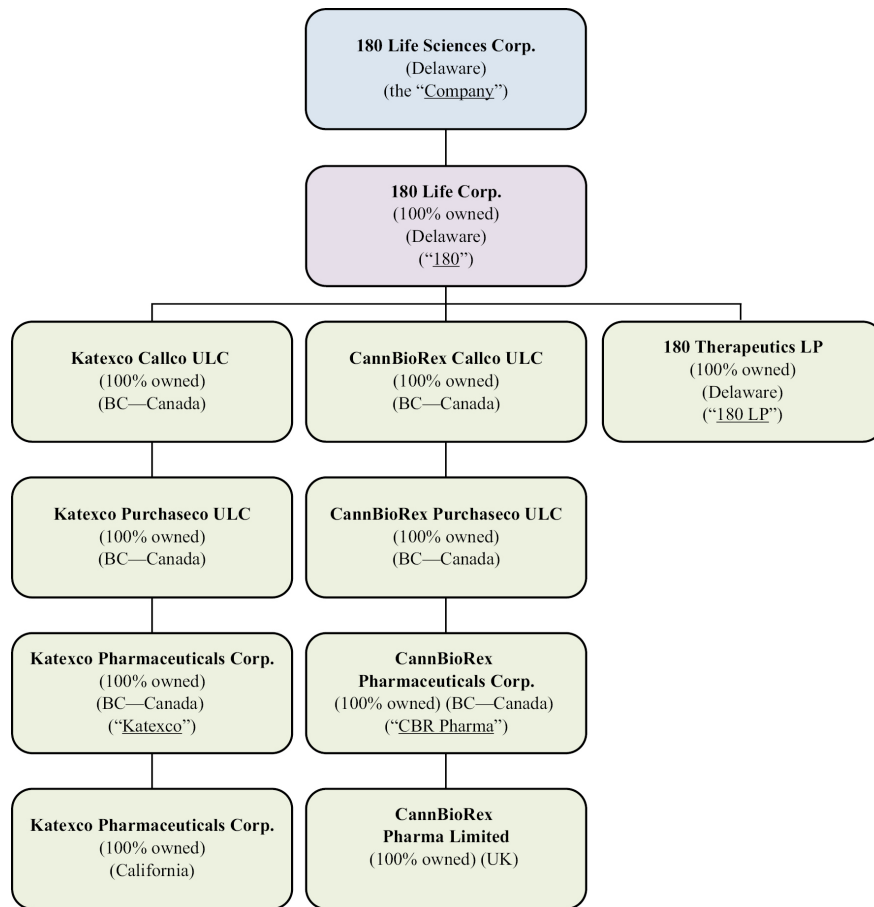 180 Life Sciences Corp.
(Delaware)
(the “Company”)
180 Life Corp.
(100% owned)
(Delaware)
(“180”)
Katexco Callco ULC
(100% owned)
(BC—Canada)
CannBioRex Callco ULC
(100% owned)
(BC—Canada)
180 Therapeutics LP
(100% owned)
(Delaware)
(“180 LP”)
Katexco Purchaseco ULC
(100% owned)
(BC—Canada)
CannBioRex Purchaseco ULC
(100% owned)
(BC—Canada)
Katexco Pharmaceuticals Corp.
(100% owned)
(BC—Canada)
(“Katexco”)
CannBioRex
Pharmaceuticals Corp.
(100% owned) (BC—Canada)
(“CBR Pharma”)
Katexco Pharmaceuticals Corp.
(100% owned)
(California)
CannBioRex
Pharma Limited
(100% owned) (UK)